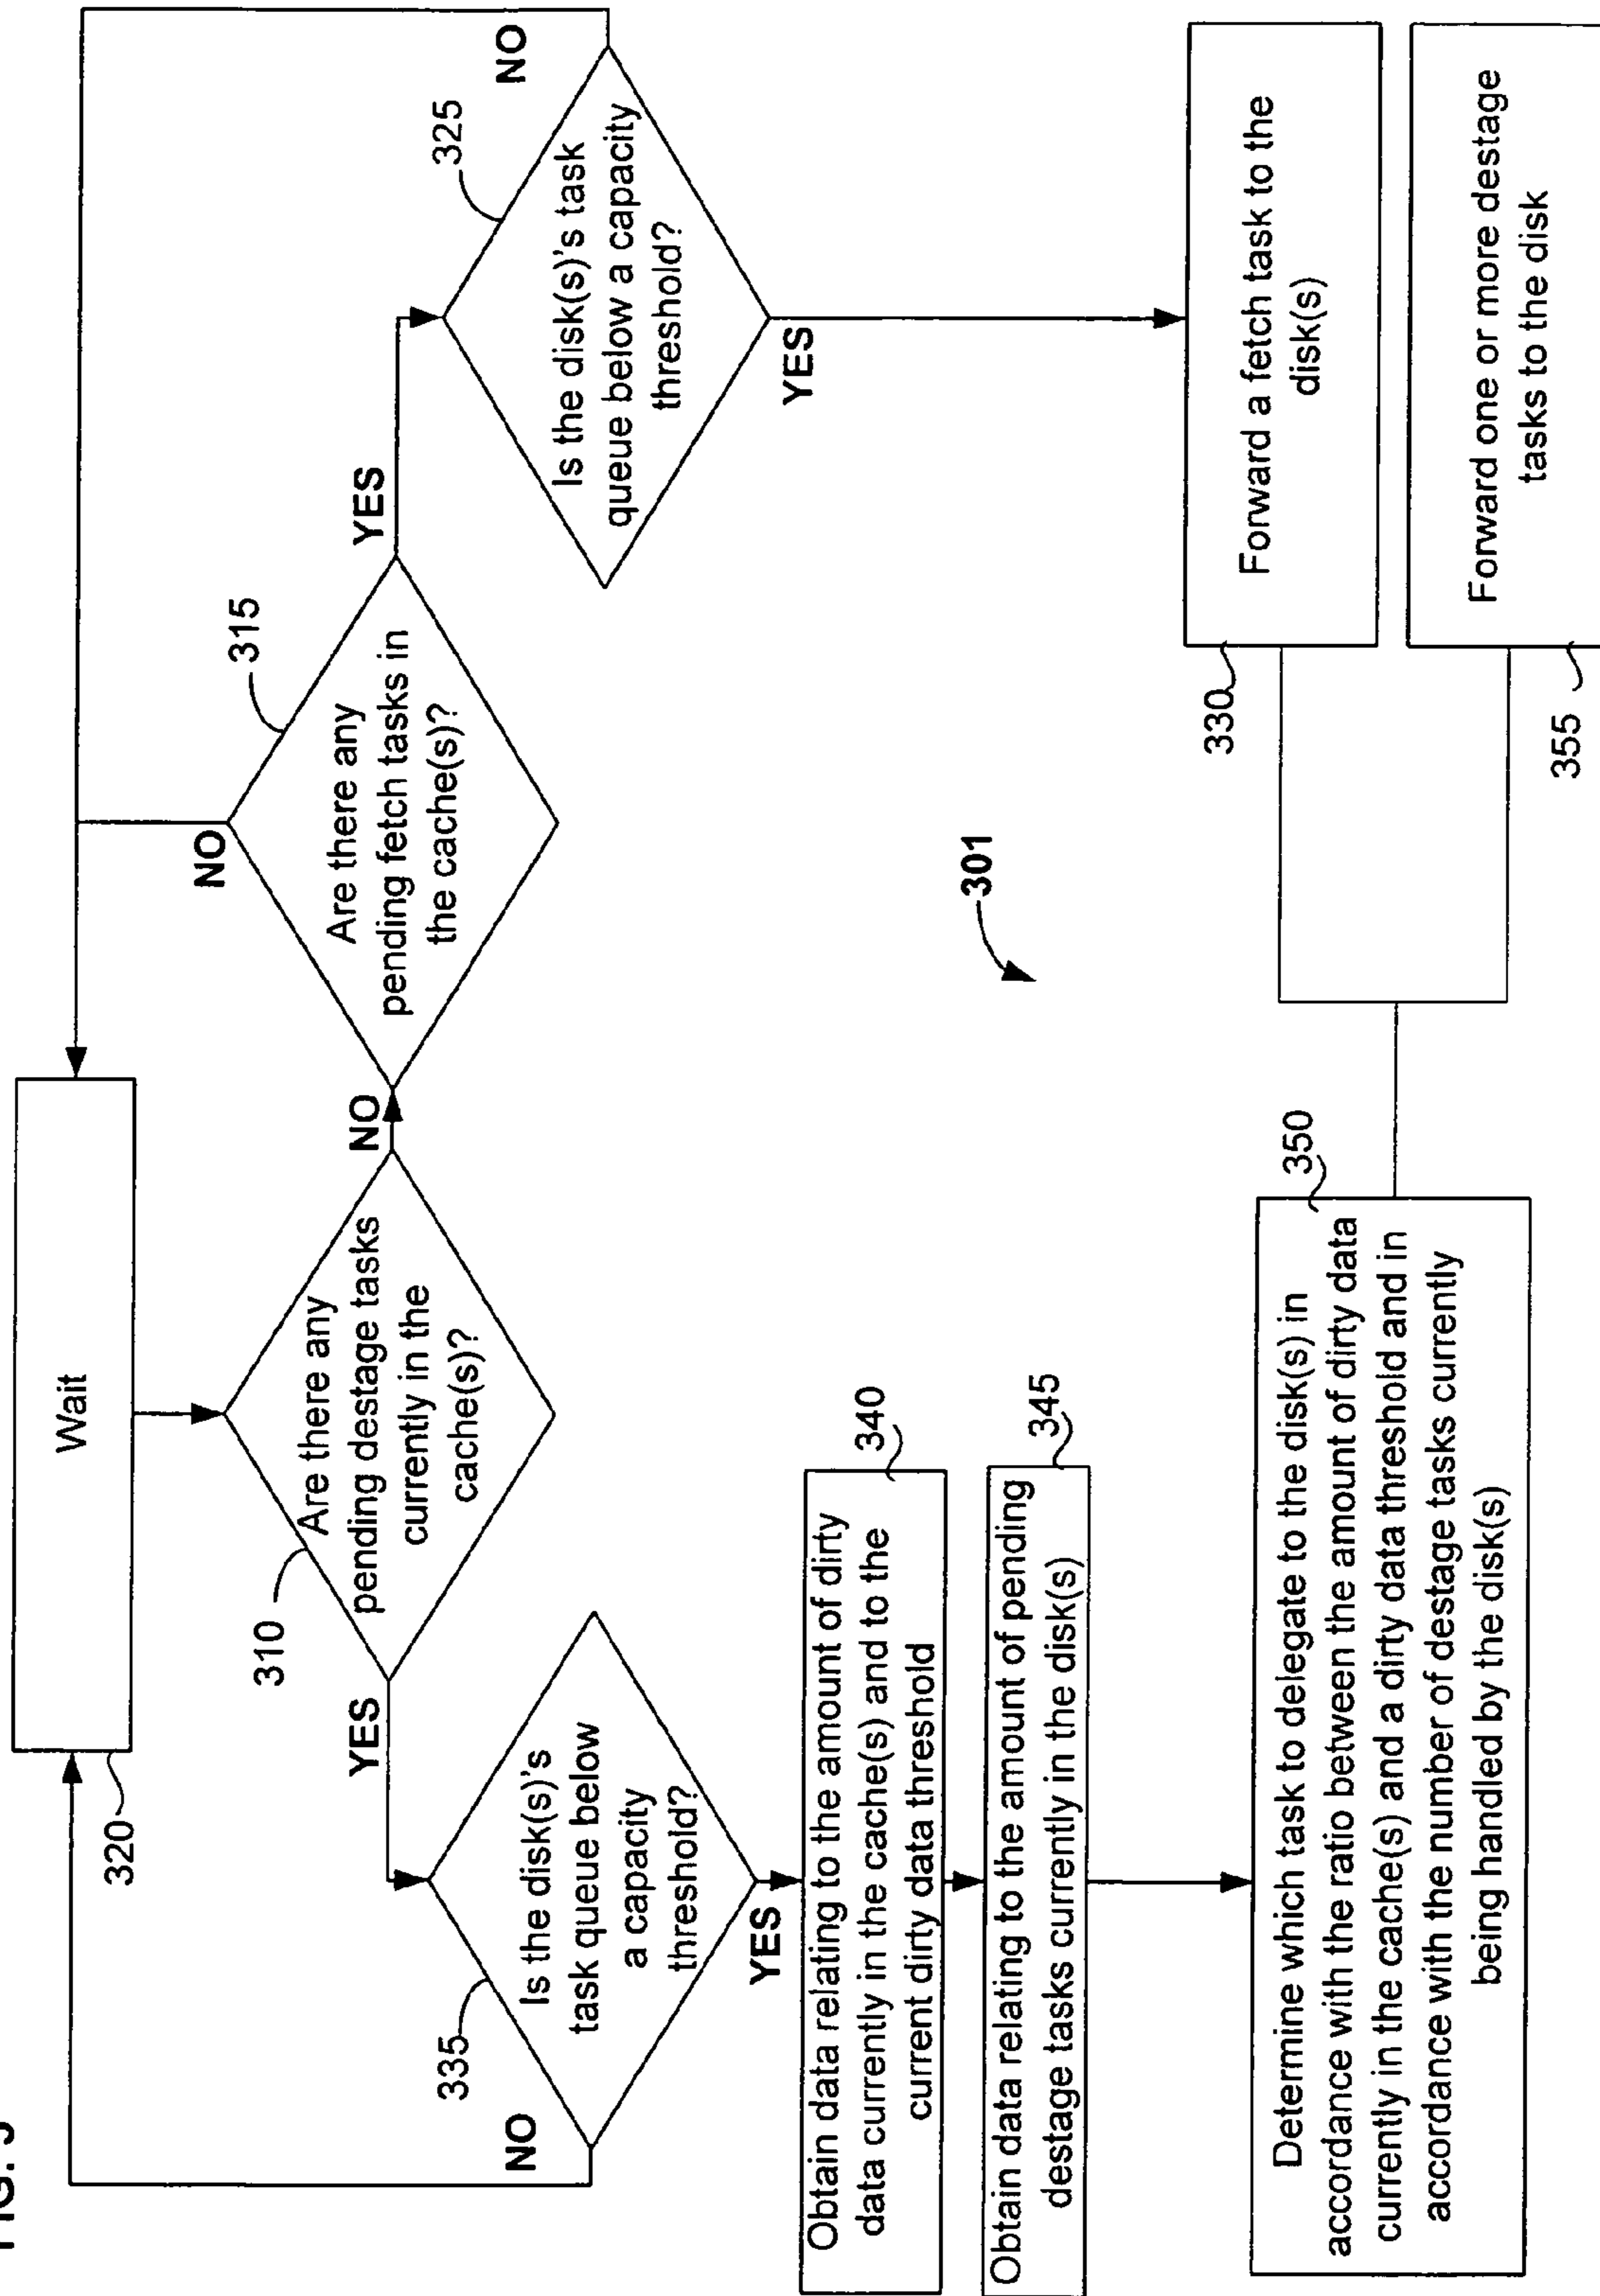 Wait
320
310
Are there any
pending destage tasks
currently in the
cache(s)?
NO
YES
315
Are there any
pending fetch tasks in
the cache(s)?
NO
YES
325
Is the disk(s)'s task
queue below a capacity
threshold?
NO
YES
335
Is the disk(s)'s
task queue below
a capacity
threshold?
NO
YES
340
Obtain data relating to the amount of dirty
data currently in the cache(s) and to the
current dirty data threshold
345
Obtain data relating to the amount of pending
destage tasks currently in the disk(s)
301
350
Determine which task to delegate to the disk(s) in
accordance with the ratio between the amount of dirty data
currently in the cache(s) and a dirty data threshold and in
accordance with the number of destage tasks currently
being handled by the disk(s)
330
Forward a fetch task to the
disk(s)
355
Forward one or more destage
tasks to the disk